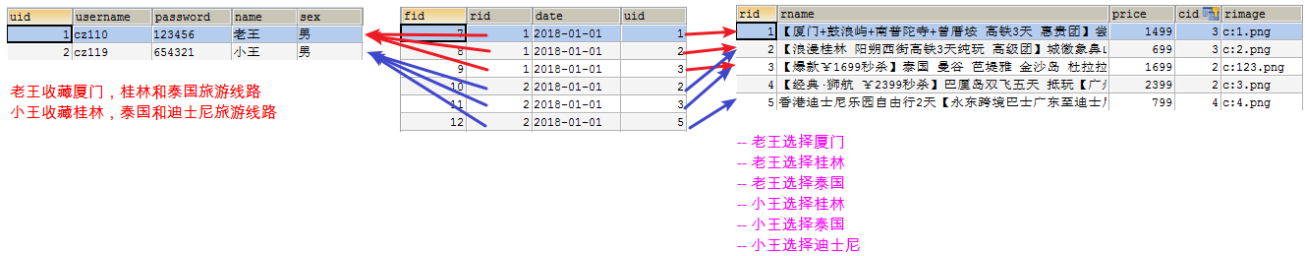 uid username password name sex
1 cz110 123456 老王 男
2 cz119 654321 小王 男
老王收藏厦门，桂林和泰国旅游线路
小王收藏桂林，泰国和迪士尼旅游线路
fid rid date uid
7 1 2018-01-01 1
8 1 2018-01-01 2
9 1 2018-01-01 3
10 2 2018-01-01 2
11 2 2018-01-01 3
12 2 2018-01-01 5
rid rname price cid rimage
1 【厦门+鼓浪屿+南普陀寺+曾厝垵 高铁3天 惠贵团】尝 1499 3 c:1.png
2 【浪漫桂林 阳朔西街高铁3天纯玩 高级团】城徽象鼻山 699 3 c:2.png
3 【爆款￥1699秒杀】泰国 曼谷 芭堤雅 金沙岛 杜拉拉 1699 2 c:123.png
4 【经典·狮航 ￥2399秒杀】巴厘岛双飞五天 抵玩【广州 2399 2 c:3.png
5 香港迪士尼乐园自由行2天【永东跨境巴士广东至迪士尼 799 4 c:4.png
-- 老王选择厦门
-- 老王选择桂林
-- 老王选择泰国
-- 小王选择桂林
-- 小王选择泰国
-- 小王选择迪士尼